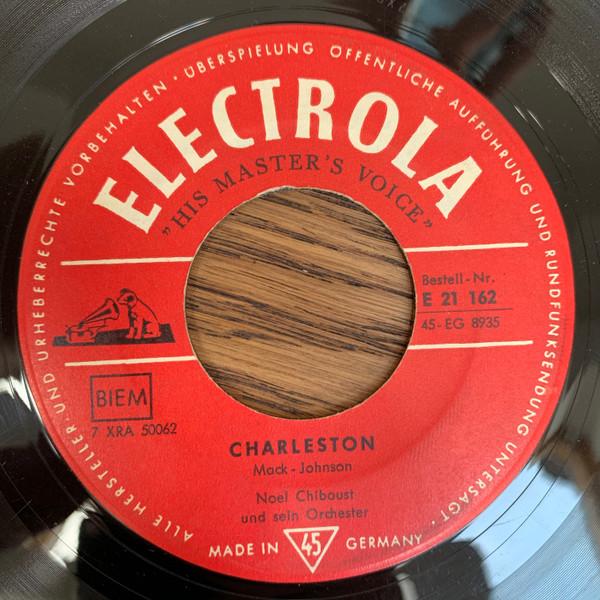 ALLE HERSTELLER- UND URHEBERRECHTE VORBEHALTEN · ÜBERSPIELUNG ÖFFENTLICHE AUFFÜHRUNG UND RUNDFUNKSENDUNG UNTERSAGT ·
ELECTROLA
„HIS MASTER'S VOICE”
Bestell-Nr.
E 21 162
45-EG 8935
BIEM
7 XRA 50062
CHARLESTON
Mack - Johnson
Noel Chiboust
und sein Orchester
MADE IN 45 GERMANY